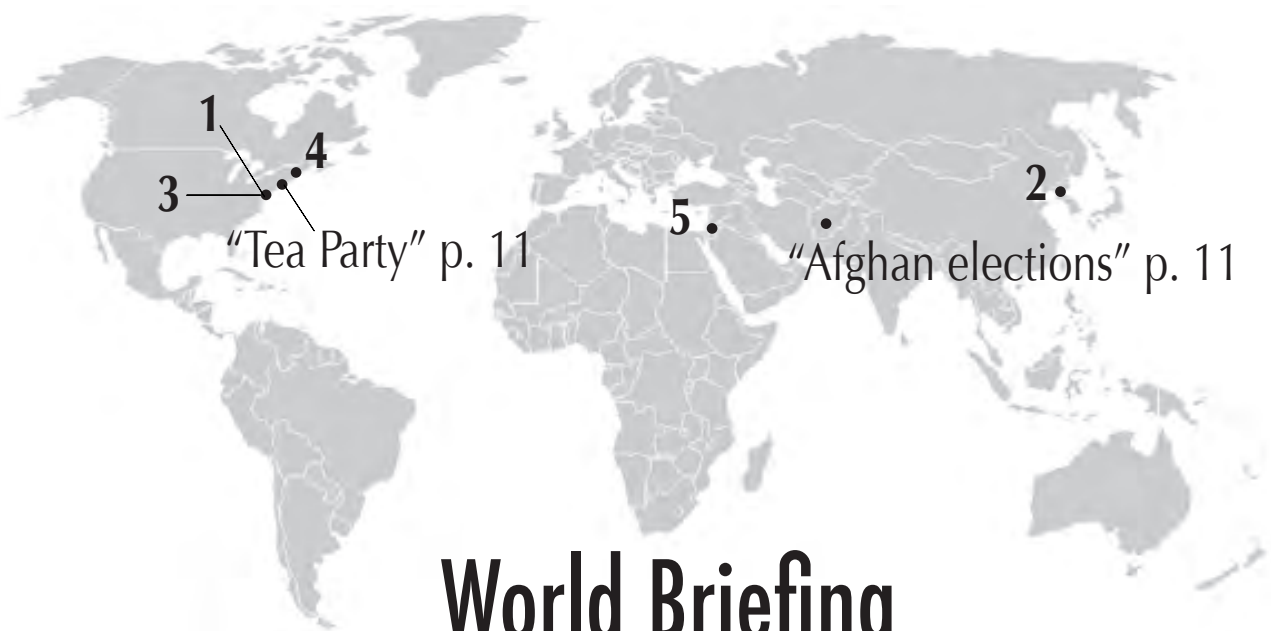 1
4
3
2
5
“Tea Party” p. 11
“Afghan elections” p. 11
World Briefing